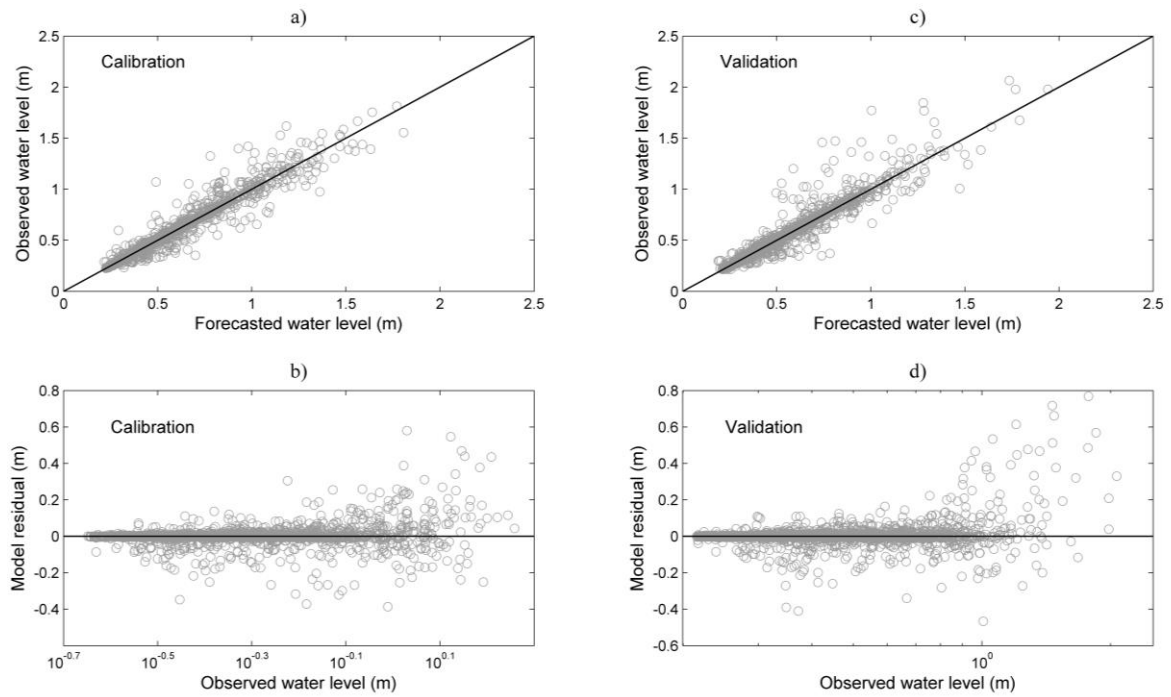 a)
Calibration
Observed water level (m)
2.5
2
1.5
1
0.5
0
0 0.5 1 1.5 2 2.5
Forecasted water level (m)
c)
Validation
Observed water level (m)
2.5
2
1.5
1
0.5
0
0 0.5 1 1.5 2 2.5
Forecasted water level (m)
b)
Calibration
Model residual (m)
0.8
0.6
0.4
0.2
0
-0.2
-0.4
10^-0.7 10^-0.5 10^-0.3 10^-0.1 10^0.1
Observed water level (m)
d)
Validation
Model residual (m)
0.8
0.6
0.4
0.2
0
-0.2
-0.4
-0.6
10^0
Observed water level (m)